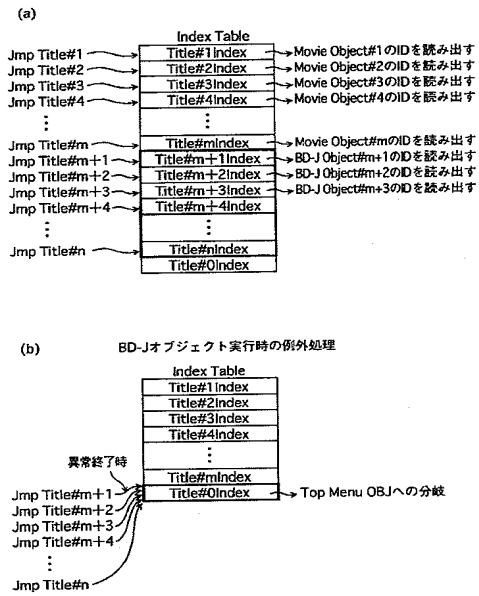 (a)
Index Table
Jmp Title#1 Title#1Index Movie Object#1のIDを読み出す
Jmp Title#2 Title#2Index Movie Object#2のIDを読み出す
Jmp Title#3 Title#3Index Movie Object#3のIDを読み出す
Jmp Title#4 Title#4Index Movie Object#4のIDを読み出す
Jmp Title#m Title#mIndex Movie Object#mのIDを読み出す
Jmp Title#m+1 Title#m+1Index BD-J Object#m+1のIDを読み出す
Jmp Title#m+2 Title#m+2Index BD-J Object#m+2のIDを読み出す
Jmp Title#m+3 Title#m+3Index BD-J Object#m+3のIDを読み出す
Jmp Title#m+4 Title#m+4Index
Jmp Title#n Title#nIndex
Title#0Index
(b) BD-Jオブジェクト実行時の例外処理
Index Table
Title#1Index
Title#2Index
Title#3Index
Title#4Index
異常終了時
Title#mIndex
Jmp Title#m+1 Title#0Index Top Menu OBJへの分岐
Jmp Title#m+2
Jmp Title#m+3
Jmp Title#m+4
Jmp Title#n